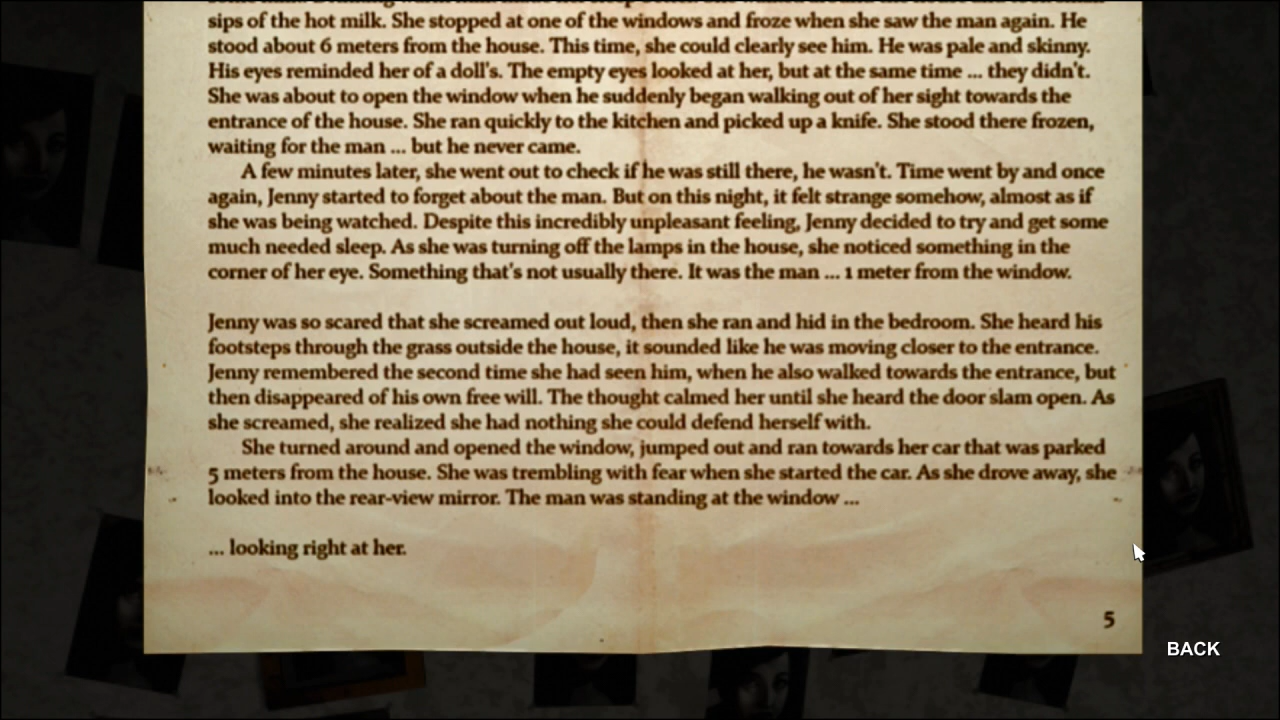 sips of the hot milk. She stopped at one of the windows and froze when she saw the man again. He
stood about 6 meters from the house. This time, she could clearly see him. He was pale and skinny.
His eyes reminded her of a doll's. The empty eyes looked at her, but at the same time ... they didn't.
She was about to open the window when he suddenly began walking out of her sight towards the
entrance of the house. She ran quickly to the kitchen and picked up a knife. She stood there frozen,
waiting for the man ... but he never came.
A few minutes later, she went out to check if he was still there, he wasn't. Time went by and once
again, Jenny started to forget about the man. But on this night, it felt strange somehow, almost as if
she was being watched. Despite this incredibly unpleasant feeling, Jenny decided to try and get some
much needed sleep. As she was turning off the lamps in the house, she noticed something in the
corner of her eye. Something that's not usually there. It was the man ... 1 meter from the window.
Jenny was so scared that she screamed out loud, then she ran and hid in the bedroom. She heard his
footsteps through the grass outside the house, it sounded like he was moving closer to the entrance.
Jenny remembered the second time she had seen him, when he also walked towards the entrance, but
then disappeared of his own free will. The thought calmed her until she heard the door slam open. As
she screamed, she realized she had nothing she could defend herself with.
She turned around and opened the window, jumped out and ran towards her car that was parked
5 meters from the house. She was trembling with fear when she started the car. As she drove away, she
looked into the rear-view mirror. The man was standing at the window ...
... looking right at her.
5
BACK